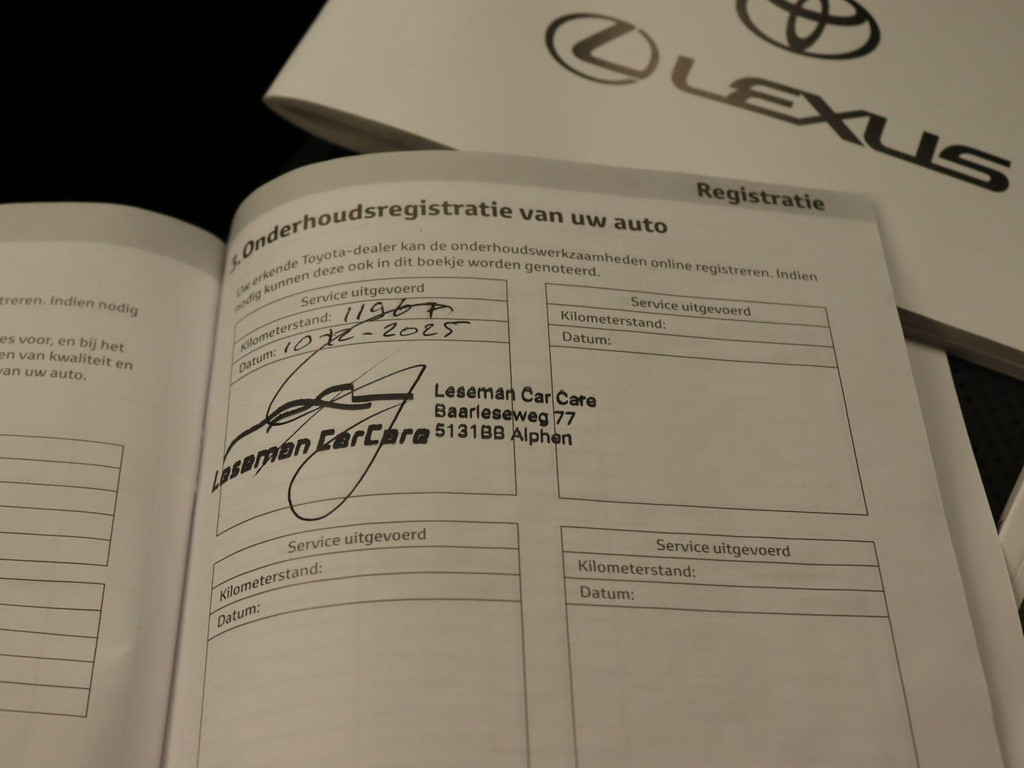 LEXUS
Registratie
3. Onderhoudsregistratie van uw auto
Uw erkende Toyota-dealer kan de onderhoudswerkzaamheden online registreren. Indien
nodig kunnen deze ook in dit boekje worden genoteerd.
Service uitgevoerd
Kilometerstand:
Datum: 10-12-2025
Leseman CarCare
Leseman Car Care
Baarleseweg 77
5131BB Alphen
Service uitgevoerd
Kilometerstand:
Datum:
Service uitgevoerd
Kilometerstand:
Datum:
Service uitgevoerd
Kilometerstand:
Datum:
Indien nodig
es voor, en bij het
en van kwaliteit en
van uw auto.